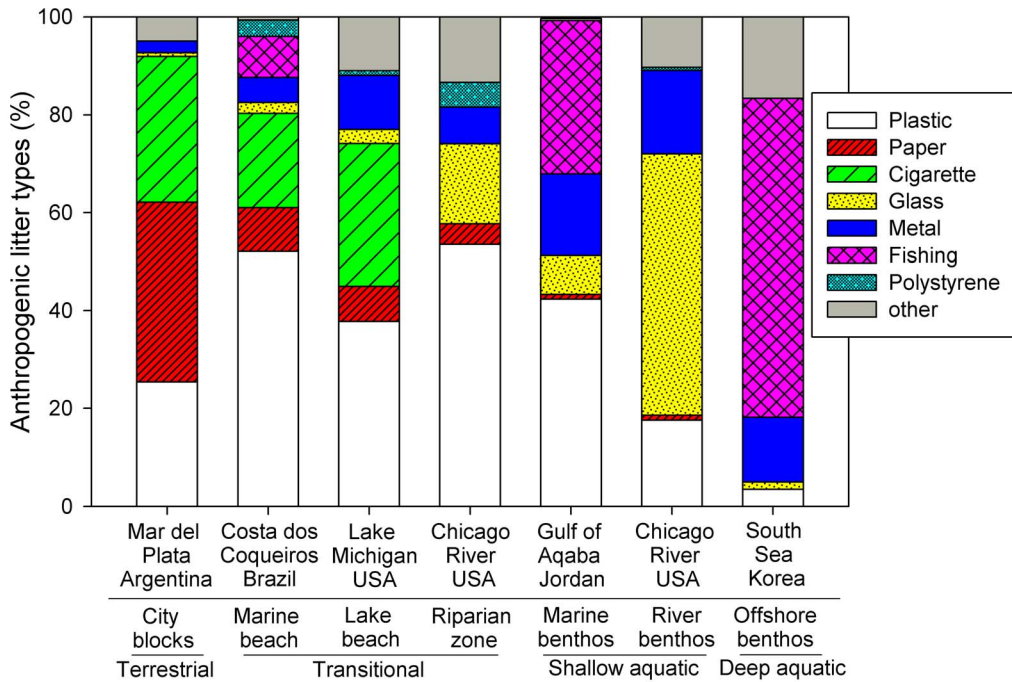 Anthropogenic litter types (%)
100
80
60
40
20
0
Plastic
Paper
Cigarette
Glass
Metal
Fishing
Polystyrene
other
Mar del
Plata
Argentina
Costa dos
Coqueiros
Brazil
Lake
Michigan
USA
Chicago
River
USA
Gulf of
Aqaba
Jordan
Chicago
River
USA
South
Sea
Korea
City
blocks
Marine
beach
Lake
beach
Riparian
zone
Marine
benthos
River
benthos
Offshore
benthos
Terrestrial
Transitional
Shallow aquatic
Deep aquatic